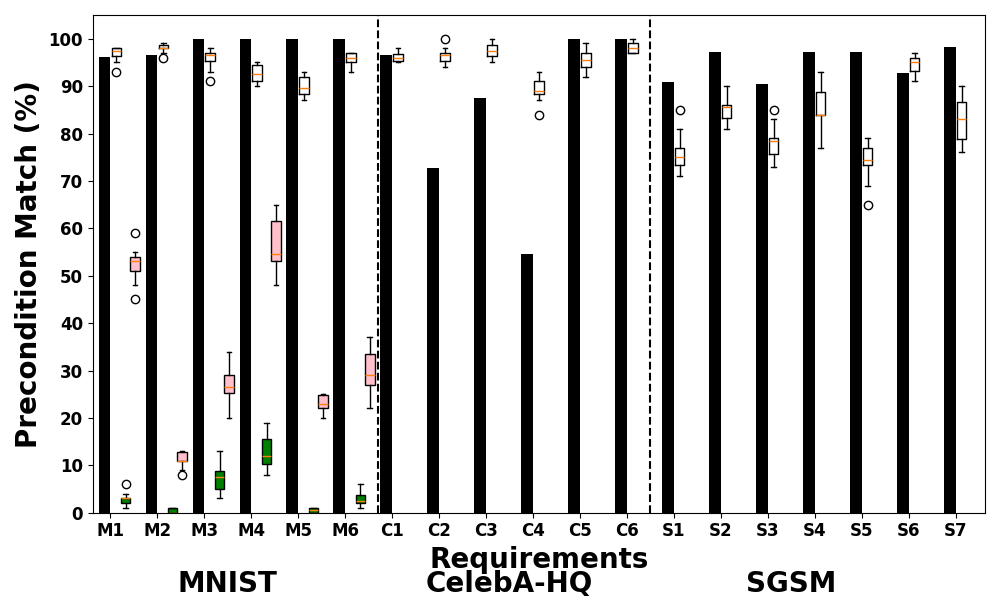 Precondition Match (%)
100
90
80
70
60
50
40
30
20
10
0
M1 M2 M3 M4 M5 M6 C1 C2 C3 C4 C5 C6 S1 S2 S3 S4 S5 S6 S7
Requirements
MNIST CelebA-HQ SGSM